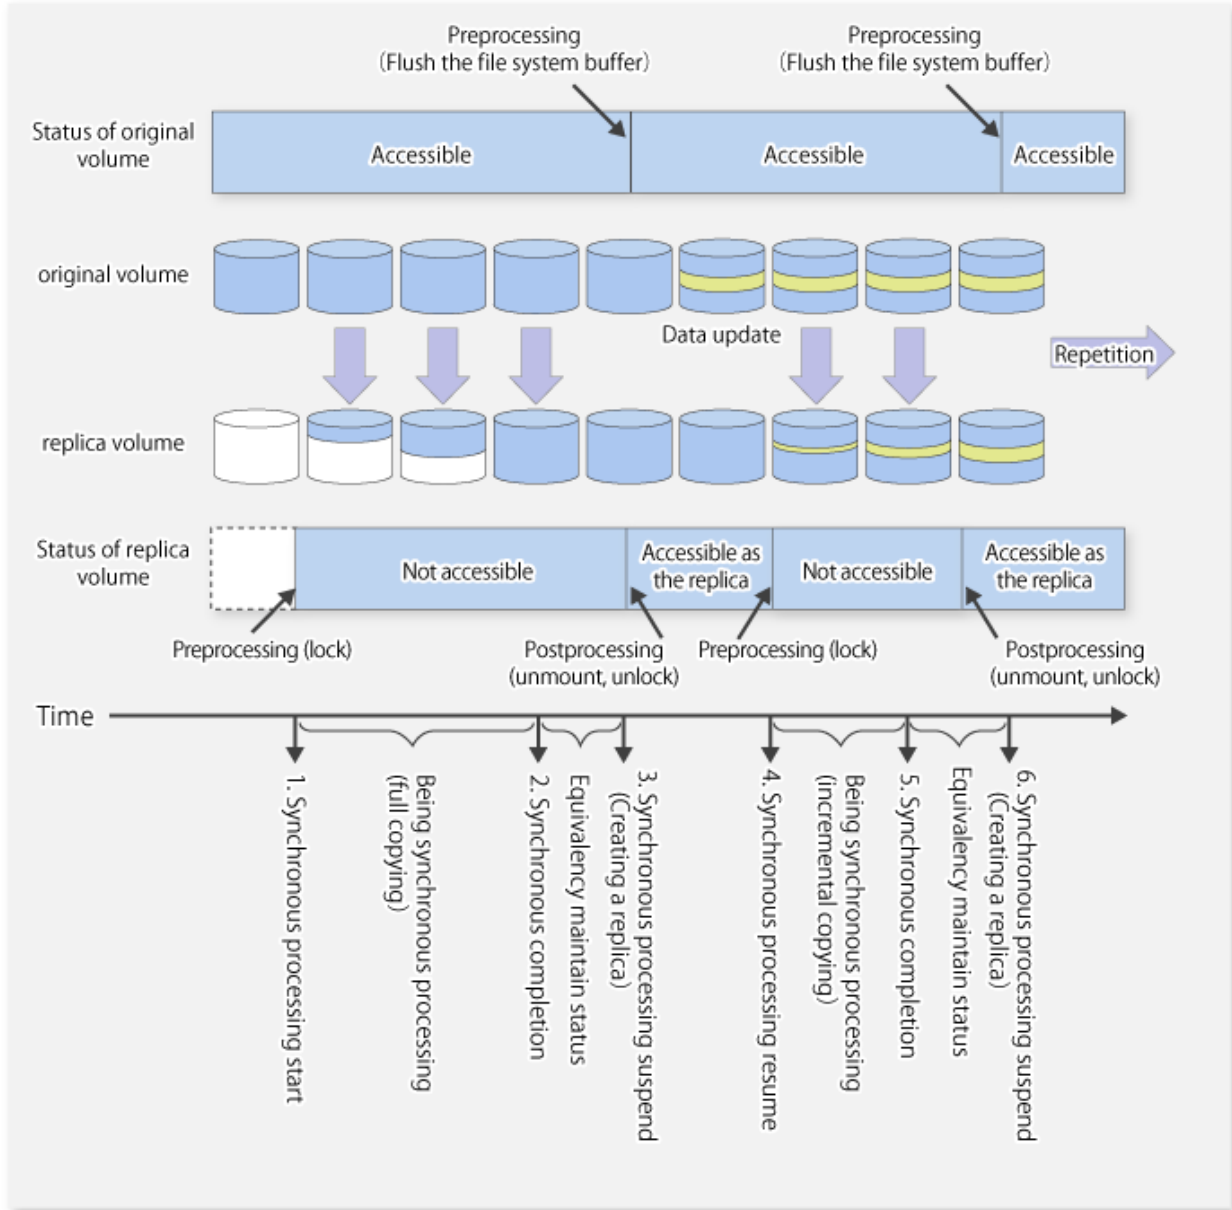 Preprocessing
(Flush the file system buffer)
Preprocessing
(Flush the file system buffer)
Status of original
volume
Accessible
Accessible
Accessible
original volume
Data update
Repetition
replica volume
Status of replica
volume
Not accessible
Accessible as
the replica
Not accessible
Accessible as
the replica
Preprocessing (lock)
Postprocessing
(unmount, unlock)
Preprocessing (lock)
Postprocessing
(unmount, unlock)
Time
1. Synchronous processing start
Being synchronous processing
(full copying)
2. Synchronous completion
Equivalency maintain status
3. Synchronous processing suspend
(Creating a replica)
4. Synchronous processing resume
Being synchronous processing
(incremental copying)
5. Synchronous completion
Equivalency maintain status
6. Synchronous processing suspend
(Creating a replica)